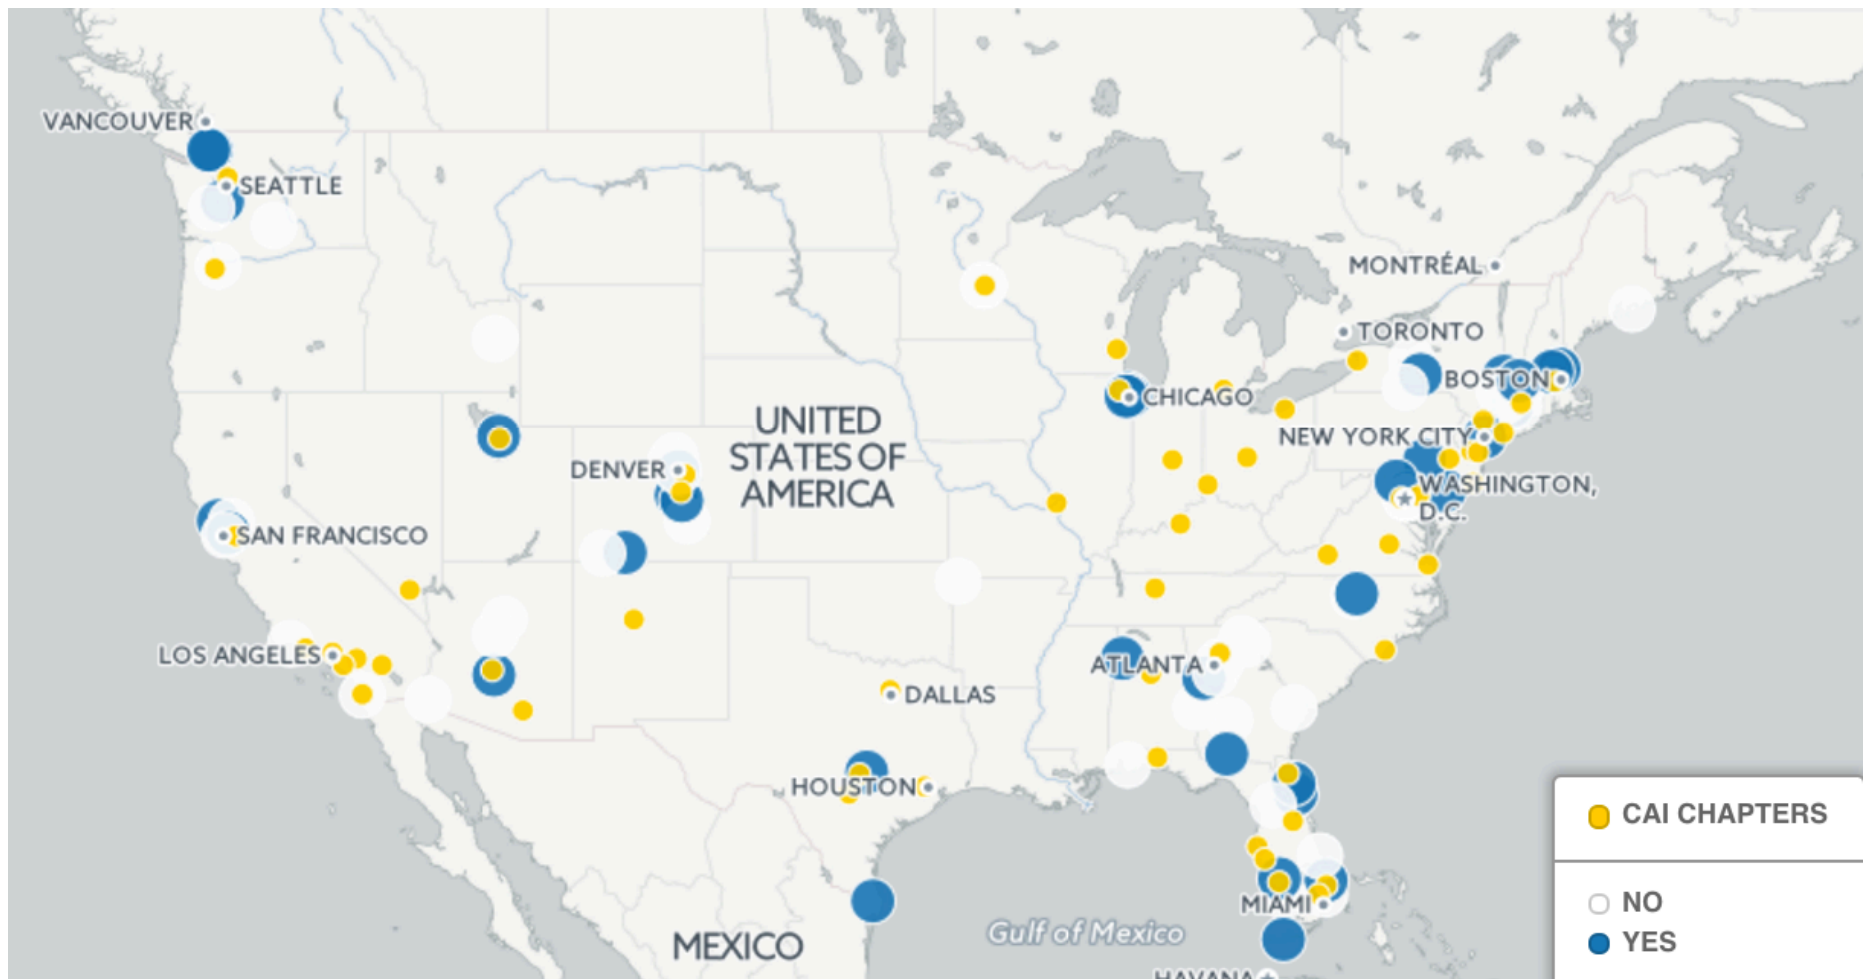 VANCOUVER
SEATTLE
MONTRÉAL
TORONTO
BOSTON
CHICAGO
UNITED
STATES OF
AMERICA
NEW YORK CITY
DENVER
WASHINGTON,
D.C.
SAN FRANCISCO
LOS ANGELES
ATLANTA
DALLAS
HOUSTON
MIAMI
Gulf of Mexico
MEXICO
HAVANA
CAI CHAPTERS
NO
YES